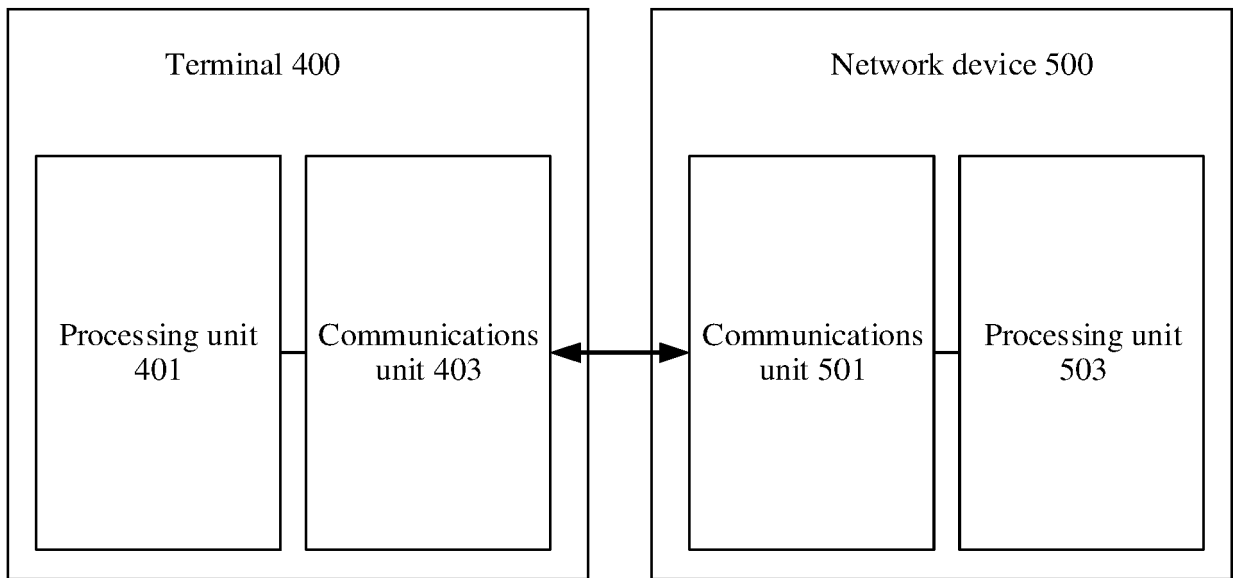 Terminal 400
Network device 500
Processing unit
401
Communications
unit 403
Communications
unit 501
Processing unit
503